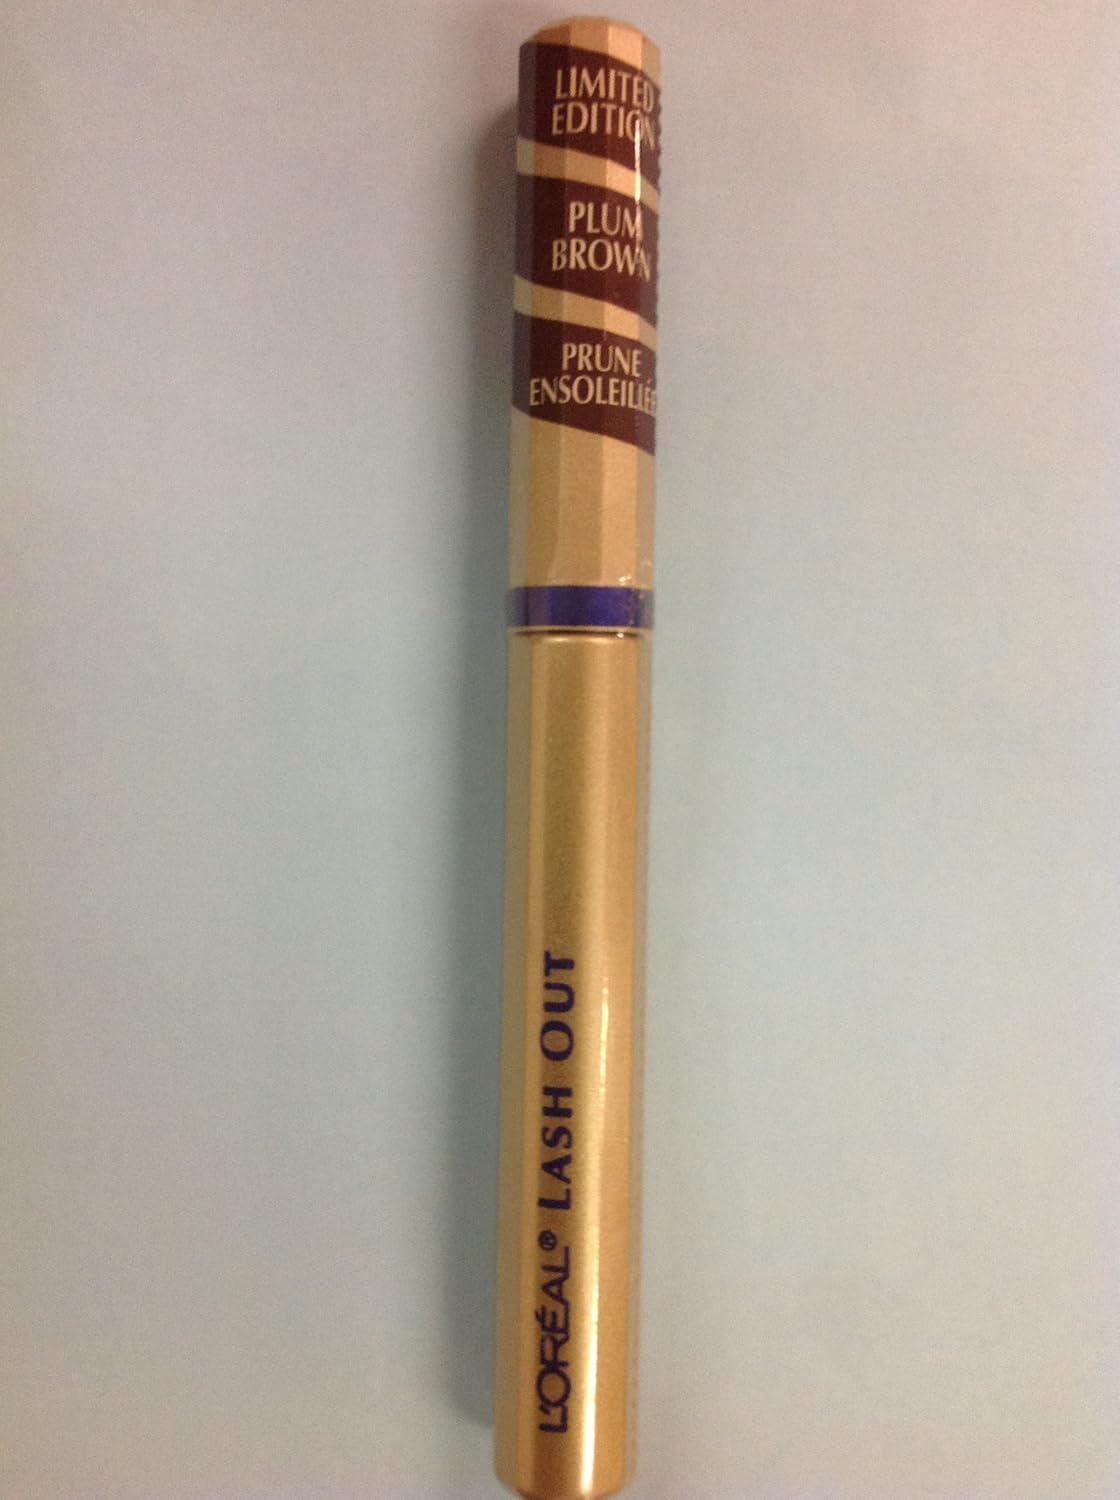 LIMITED
EDITION
PLUM
BROWN
PRUNE
ENSOLEILLÉE
L'ORÉAL® LASH OUT